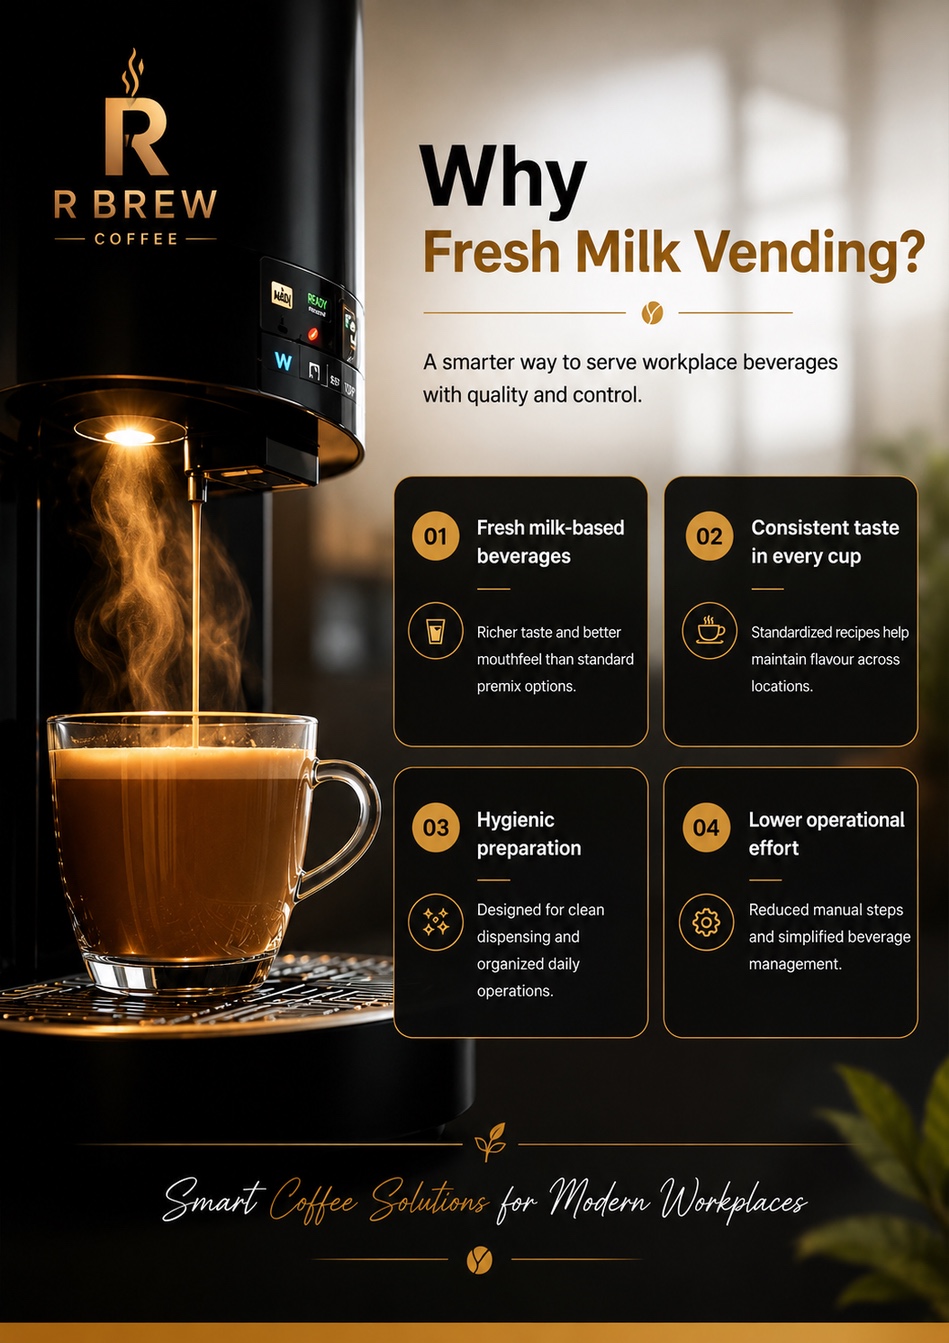 R
R BREW
COFFEE
READY
W
Why
Fresh Milk Vending?
A smarter way to serve workplace beverages
with quality and control.
01
Fresh milk-based
beverages
Richer taste and better
mouthfeel than standard
premix options.
02
Consistent taste
in every cup
Standardized recipes help
maintain flavour across
locations.
03
Hygienic
preparation
Designed for clean
dispensing and
organized daily
operations.
04
Lower operational
effort
Reduced manual steps
and simplified beverage
management.
Smart Coffee Solutions for Modern Workplaces